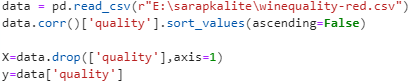 data = pd.read_csv(r"E:\sarapkalite\winequality-red.csv")
data.corr()['quality'].sort_values(ascending=False)
X=data.drop(['quality'],axis=1)
y=data['quality']